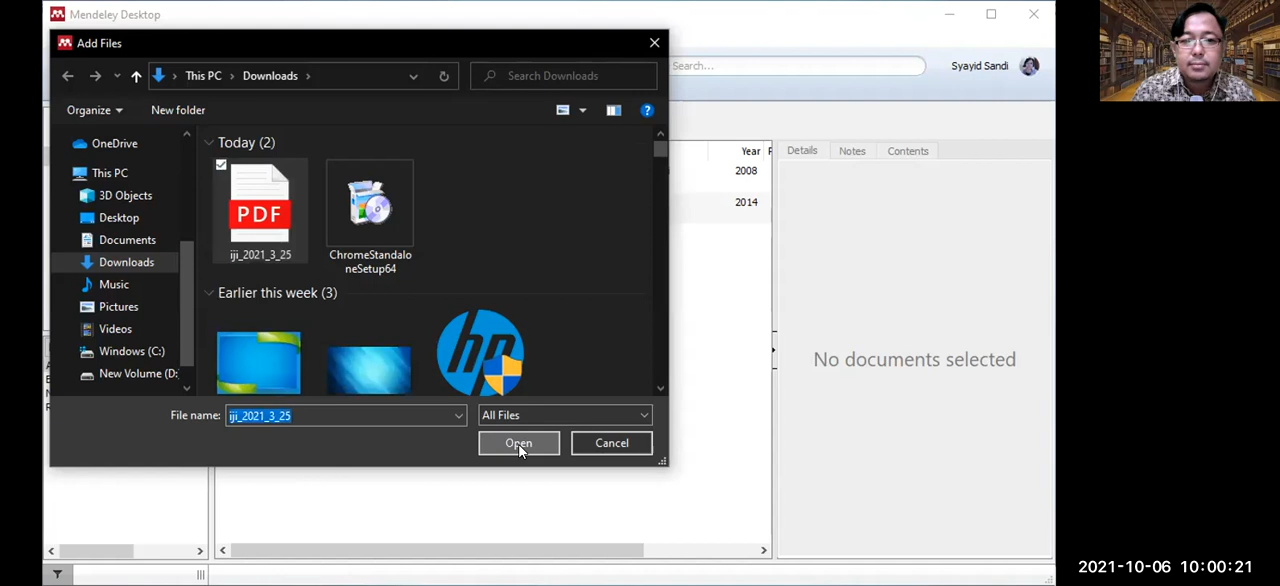 Mendeley Desktop
Add Files
This PC
Downloads
Search Downloads
Search...
Syayid Sandi
Organize
New folder
?
OneDrive
This PC
3D Objects
Desktop
Documents
Downloads
Music
Pictures
Videos
Windows (C:)
New Volume (D:
Today (2)
PDF
iji_2021_3_25
ChromeStandalo
neSetup64
Earlier this week (3)
hp
File name:
iji_2021_3_25
All Files
Open
Cancel
Year
2008
2014
Details
Notes
Contents
No documents selected
2021-10-06 10:00:21